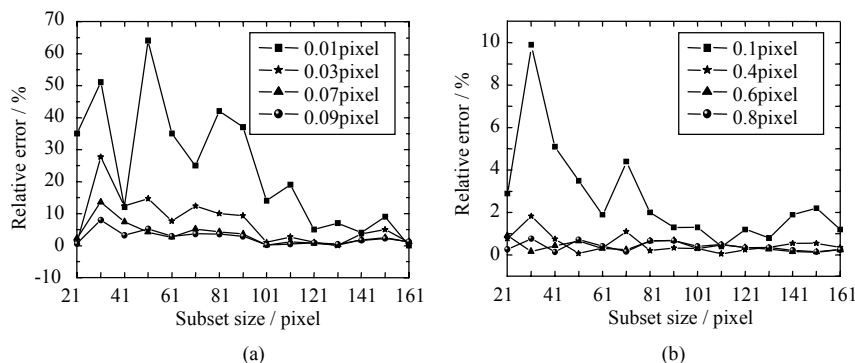 70
60
50
40
30
20
10
0
-10
Relative error / %
0.01pixel
0.03pixel
0.07pixel
0.09pixel
21 41 61 81 101 121 141 161
Subset size / pixel
(a)
10
8
6
4
2
0
Relative error / %
0.1pixel
0.4pixel
0.6pixel
0.8pixel
21 41 61 81 101 121 141 161
Subset size / pixel
(b)